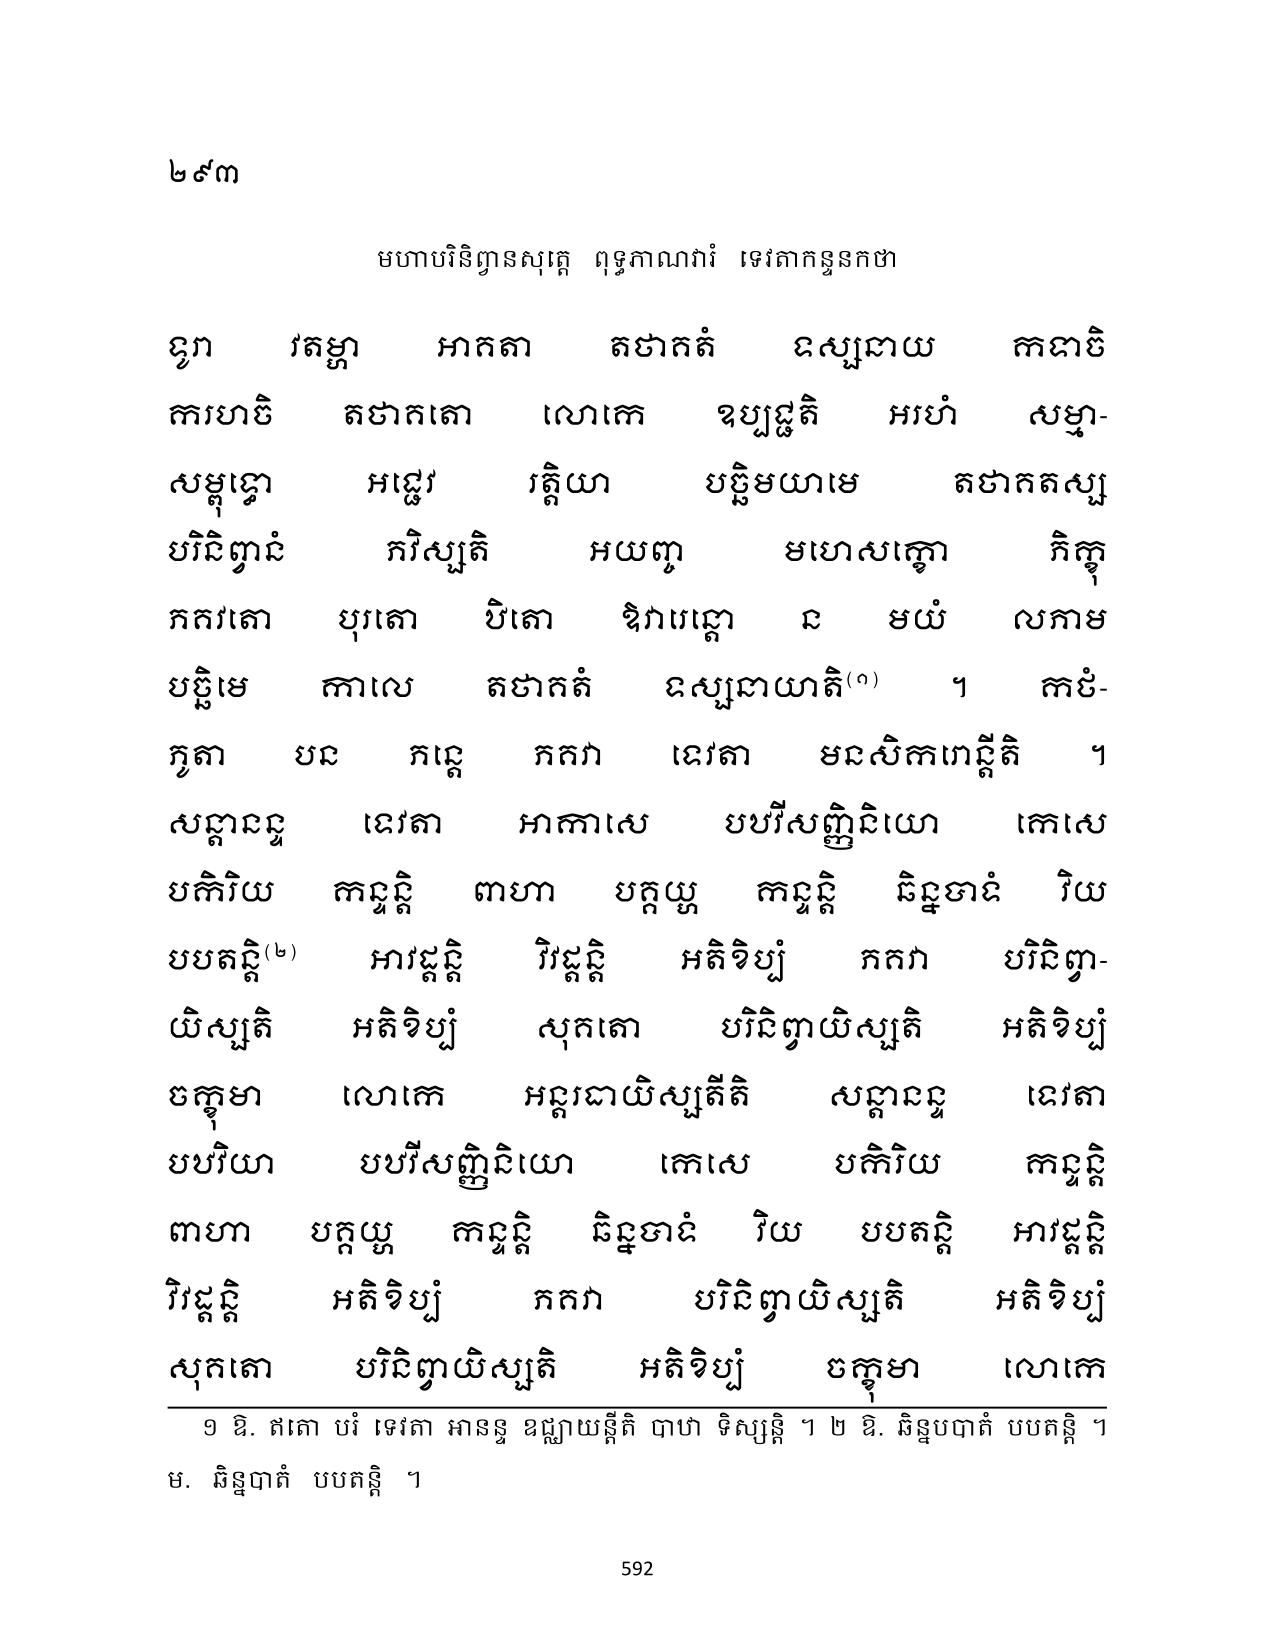 ២៩៣
មហាបរិនិព្វានសុត្តេ ពុទ្ធភាណវារំ ទេវតាកន្ទនកថា
ទូរា វតម្ហា អាគតា តថាគតំ ទស្សនាយ កទាចិ
ករហចិ តថាគតោ លោកេ ឧប្បជ្ជតិ អរហំ សម្មា-
សម្ពុទ្ធោ អជ្ជេវ រត្តិយា បច្ឆិមយាមេ តថាគតស្ស
បរិនិព្វានំ ភវិស្សតិ អយញ្ច មហេសក្ខោ ភិក្ខុ
ភគវតោ បុរតោ ឋិតោ ឱវារេន្តោ ន មយំ លភាម
បច្ឆិមេ កាលេ តថាគតំ ទស្សនាយាតិ(១) ។ កថំ-
ភូតា បន ភន្តេ ភគវា ទេវតា មនសិករោន្តីតិ ។
សន្តានន្ទ ទេវតា អាកាសេ បឋវីសញ្ញិនិយោ កេសេ
បកិរិយ កន្ទន្តិ ពាហា បគ្គយ្ហ កន្ទន្តិ ឆិន្នបាទំ វិយ
បបតន្តិ(២) អាវដ្តន្តិ វិវដ្តន្តិ អតិខិប្បំ ភគវា បរិនិព្វា-
យិស្សតិ អតិខិប្បំ សុគតោ បរិនិព្វាយិស្សតិ អតិខិប្បំ
ចក្ខុមា លោកេ អន្តរធាយិស្សតីតិ សន្តានន្ទ ទេវតា
បឋវិយា បឋវីសញ្ញិនិយោ កេសេ បកិរិយ កន្ទន្តិ
ពាហា បគ្គយ្ហ កន្ទន្តិ ឆិន្នបាទំ វិយ បបតន្តិ អាវដ្តន្តិ
វិវដ្តន្តិ អតិខិប្បំ ភគវា បរិនិព្វាយិស្សតិ អតិខិប្បំ
សុគតោ បរិនិព្វាយិស្សតិ អតិខិប្បំ ចក្ខុមា លោកេ
១ ឱ. ឥតោ បរំ ទេវតា អានន្ទ ឧជ្ឈាយន្តីតិ បាឋា ទិស្សន្តិ ។ ២ ឱ. ឆិន្នបបាតំ បបតន្តិ ។
ម. ឆិន្នបាតំ បបតន្តិ ។
592